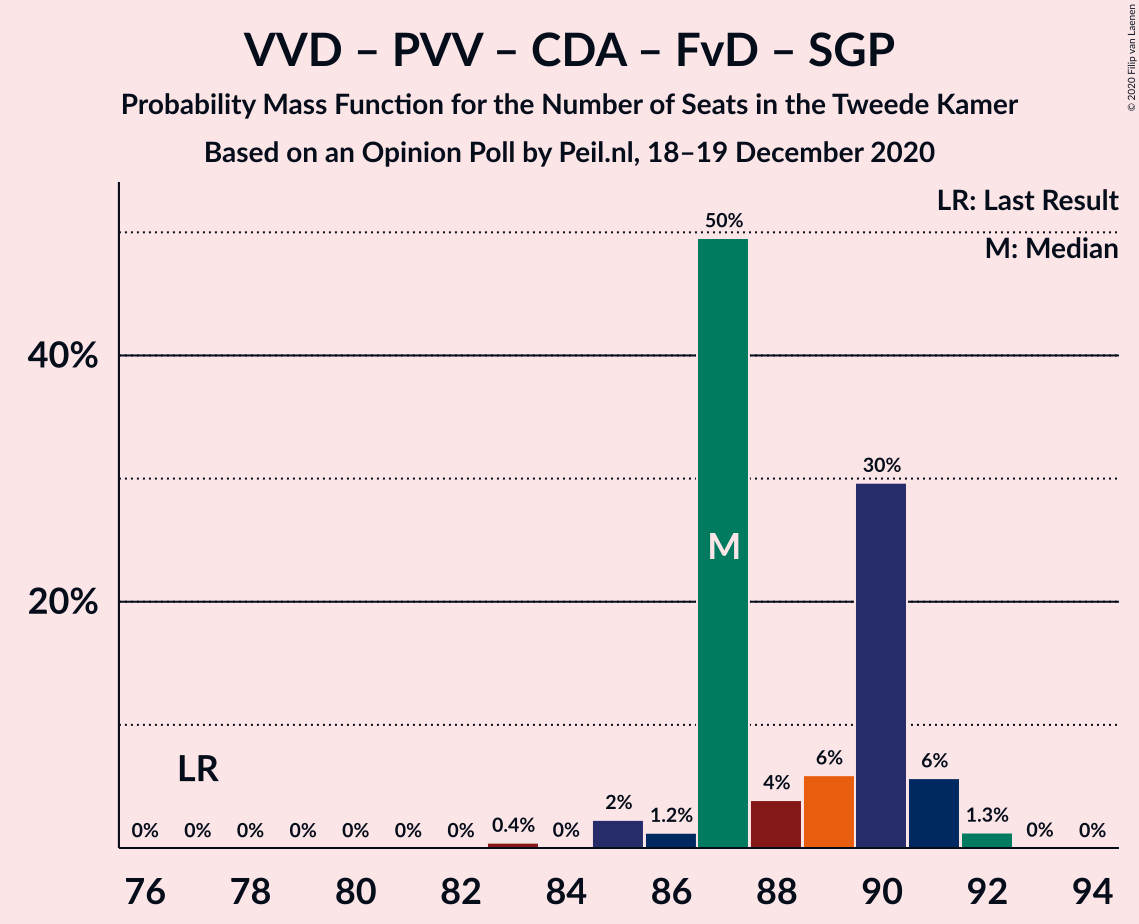 VVD – PVV – CDA – FvD – SGP
Probability Mass Function for the Number of Seats in the Tweede Kamer
Based on an Opinion Poll by Peil.nl, 18–19 December 2020
© 2020 Filip van Laenen
LR: Last Result
M: Median
40%
20%
0% 0% 0% 0% 0% 0% 0% 0.4% 0% 2% 1.2% 50% 4% 6% 30% 6% 1.3% 0% 0%
LR
M
76 78 80 82 84 86 88 90 92 94